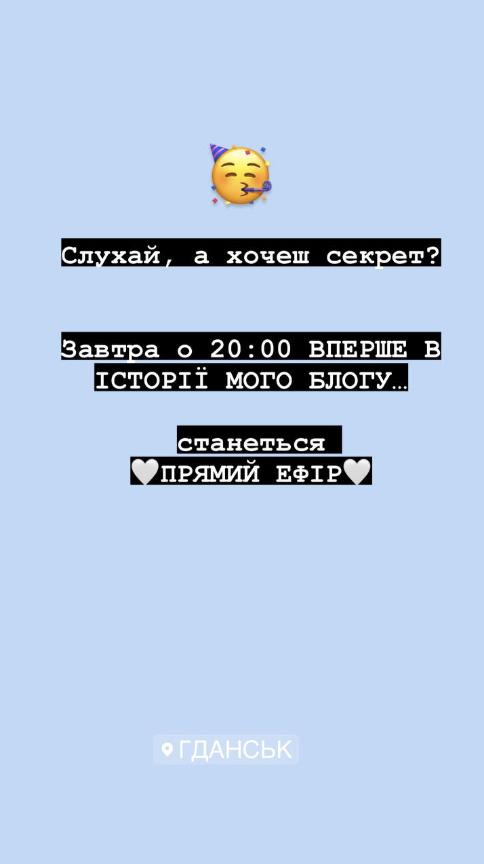 Слухай, а хочеш секрет?
Завтра о 20:00 ВПЕРШЕ В
ІСТОРІЇ МОГО БЛОГУ…
станеться
🤍ПРЯМИЙ ЕФІР🤍
ГДАНСЬК